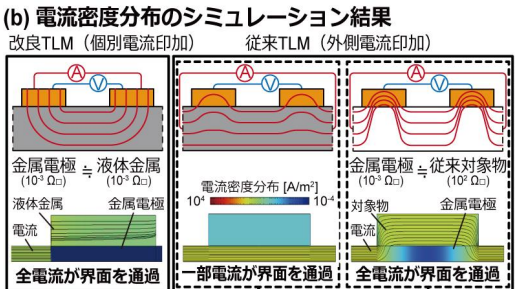 (b) 電流密度分布のシミュレーション結果
改良TLM（個別電流印加）
従来TLM（外側電流印加）
A
V
A
V
A
V
金属電極 ≒ 液体金属
(10⁻³ Ω□) (10⁻³ Ω□)
電流密度分布 [A/m²]
10⁴ 10⁻⁴
金属電極 ≒ 従来対象物
(10⁻³ Ω□) (10² Ω□)
液体金属 金属電極
電流
全電流が界面を通過
一部電流が界面を通過
対象物 金属電極
電流
全電流が界面を通過